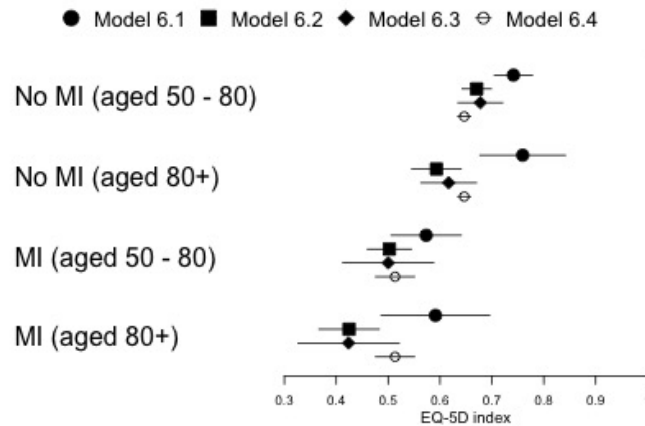 Model 6.1 Model 6.2 Model 6.3 Model 6.4
No MI (aged 50 - 80)
No MI (aged 80+)
MI (aged 50 - 80)
MI (aged 80+)
0.3 0.4 0.5 0.6 0.7 0.8 0.9
EQ-5D index